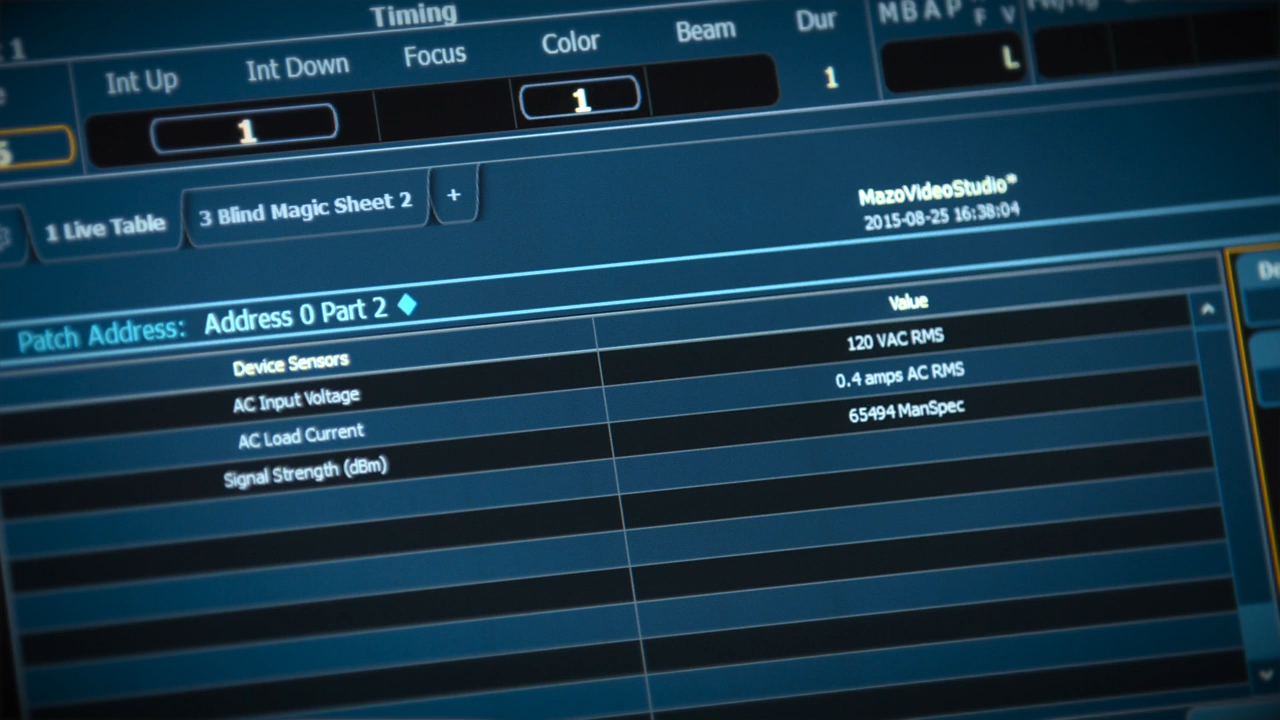 Timing
Int Up Int Down Focus Color Beam Dur M B A P F V
1 1 1 L
5
1 Live Table 3 Blind Magic Sheet 2 +
MazoVideoStudio*
2015-08-25 16:38:04
Patch Address: Address 0 Part 2
Device Sensors Value
AC Input Voltage 120 VAC RMS
AC Load Current 0.4 amps AC RMS
Signal Strength (dBm) 65494 ManSpec